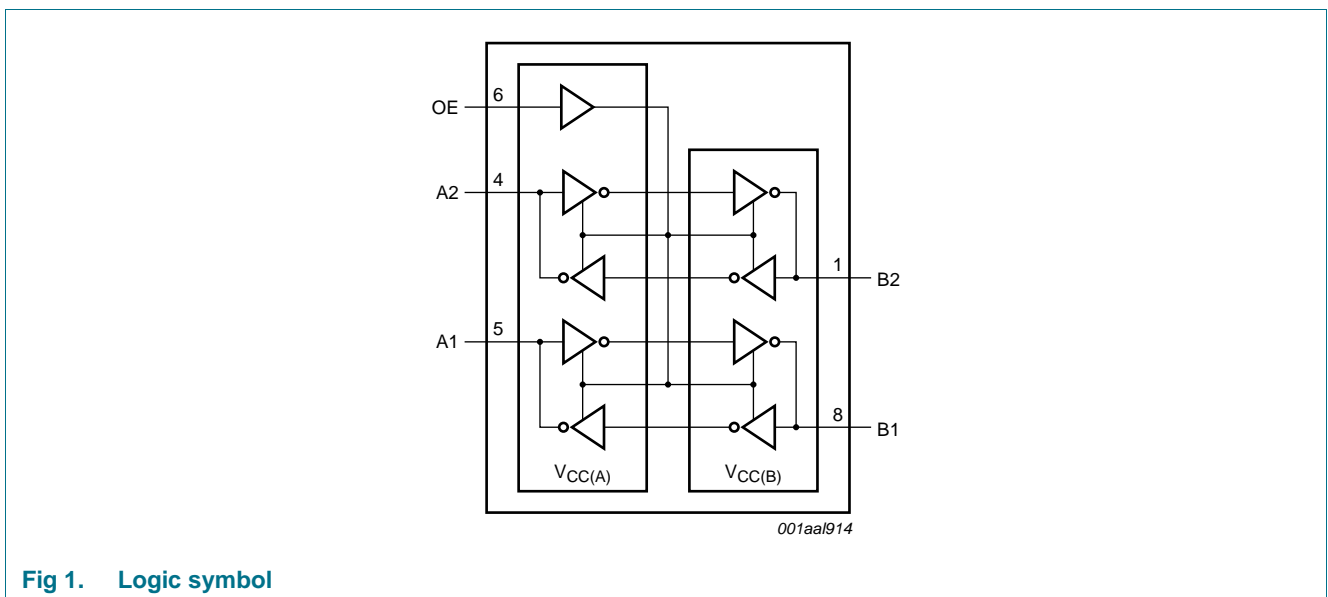 OE 6
A2 4
1 B2
A1 5
8 B1
VCC(A) VCC(B)
001aal914
Fig 1. Logic symbol